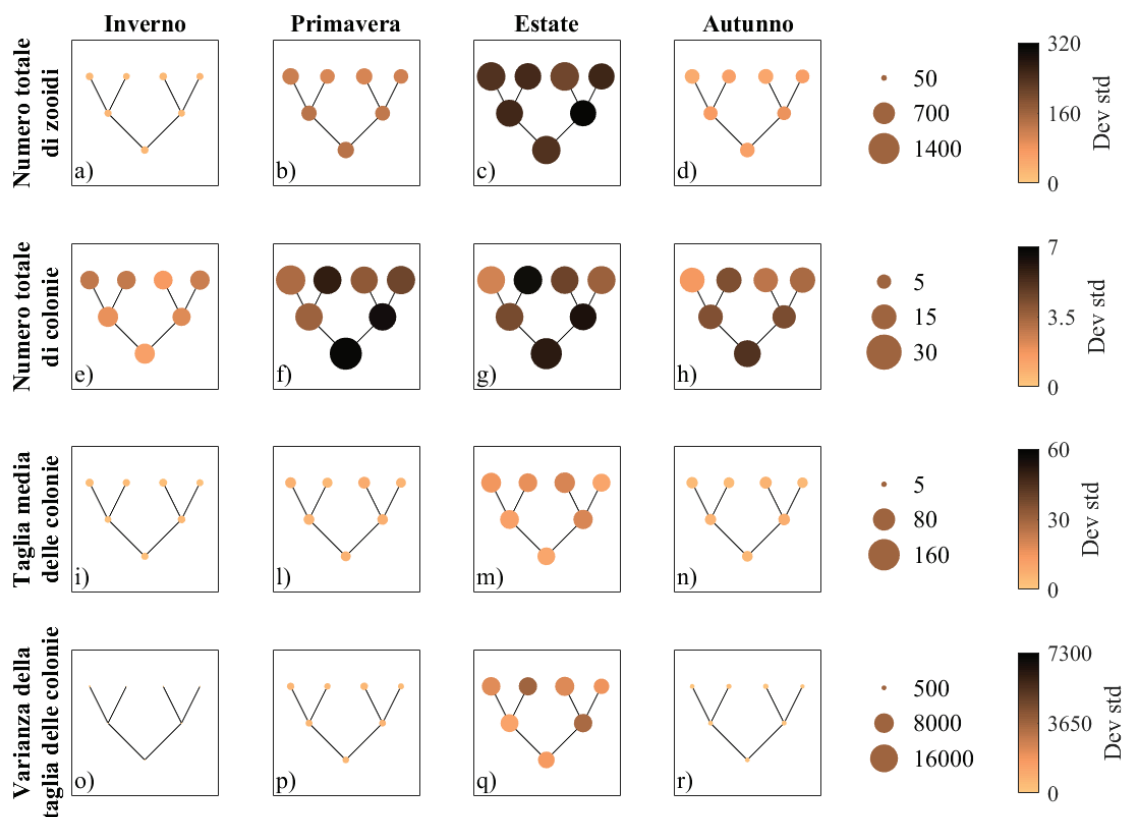 Inverno
Primavera
Estate
Autunno
Numero totale
di zooidi
a)
b)
c)
d)
50
700
1400
320
160
0
Dev std
Numero totale
di colonie
e)
f)
g)
h)
5
15
30
7
3.5
0
Dev std
Taglia media
delle colonie
i)
l)
m)
n)
5
80
160
60
30
0
Dev std
Varianza della
taglia delle colonie
o)
p)
q)
r)
500
8000
16000
7300
3650
0
Dev std